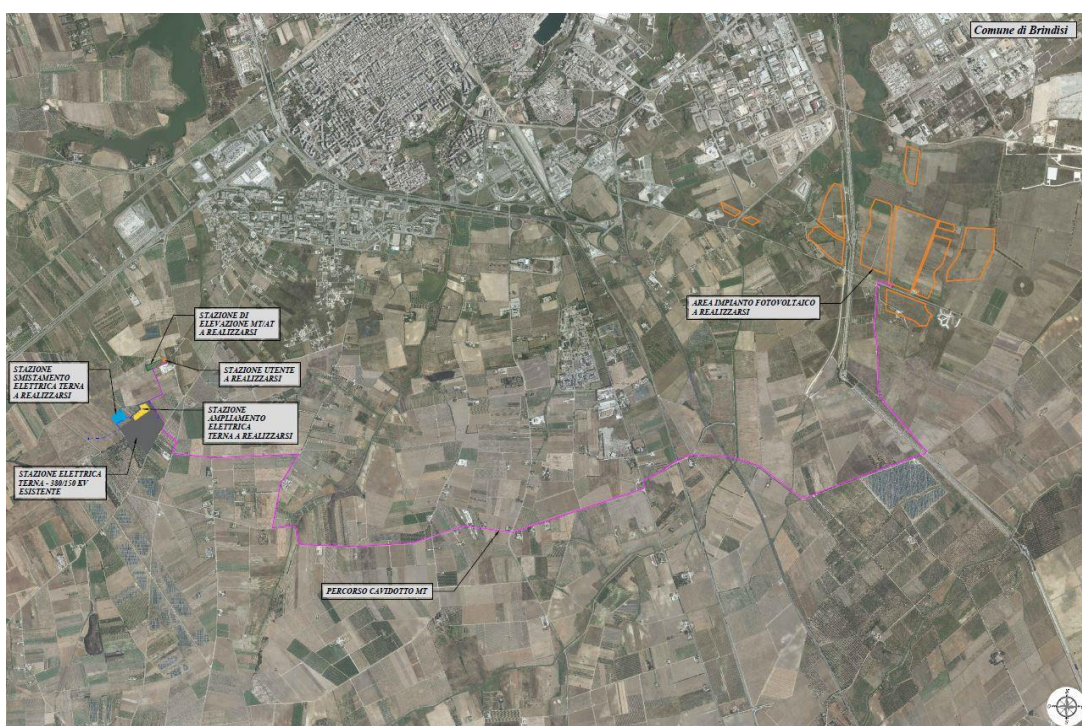 Comune di Brindisi
AREA IMPIANTO FOTOVOLTAICO
A REALIZZARSI
STAZIONE DI
ELEVAZIONE MT/AT
A REALIZZARSI
STAZIONE
SMISTAMENTO
ELETTRICA TERNA
A REALIZZARSI
STAZIONE UTENTE
A REALIZZARSI
STAZIONE
AMPLIAMENTO
ELETTRICA
TERNA A REALIZZARSI
STAZIONE ELETTRICA
TERNA - 380/150 KV
ESISTENTE
PERCORSO CAVIDOTTO MT